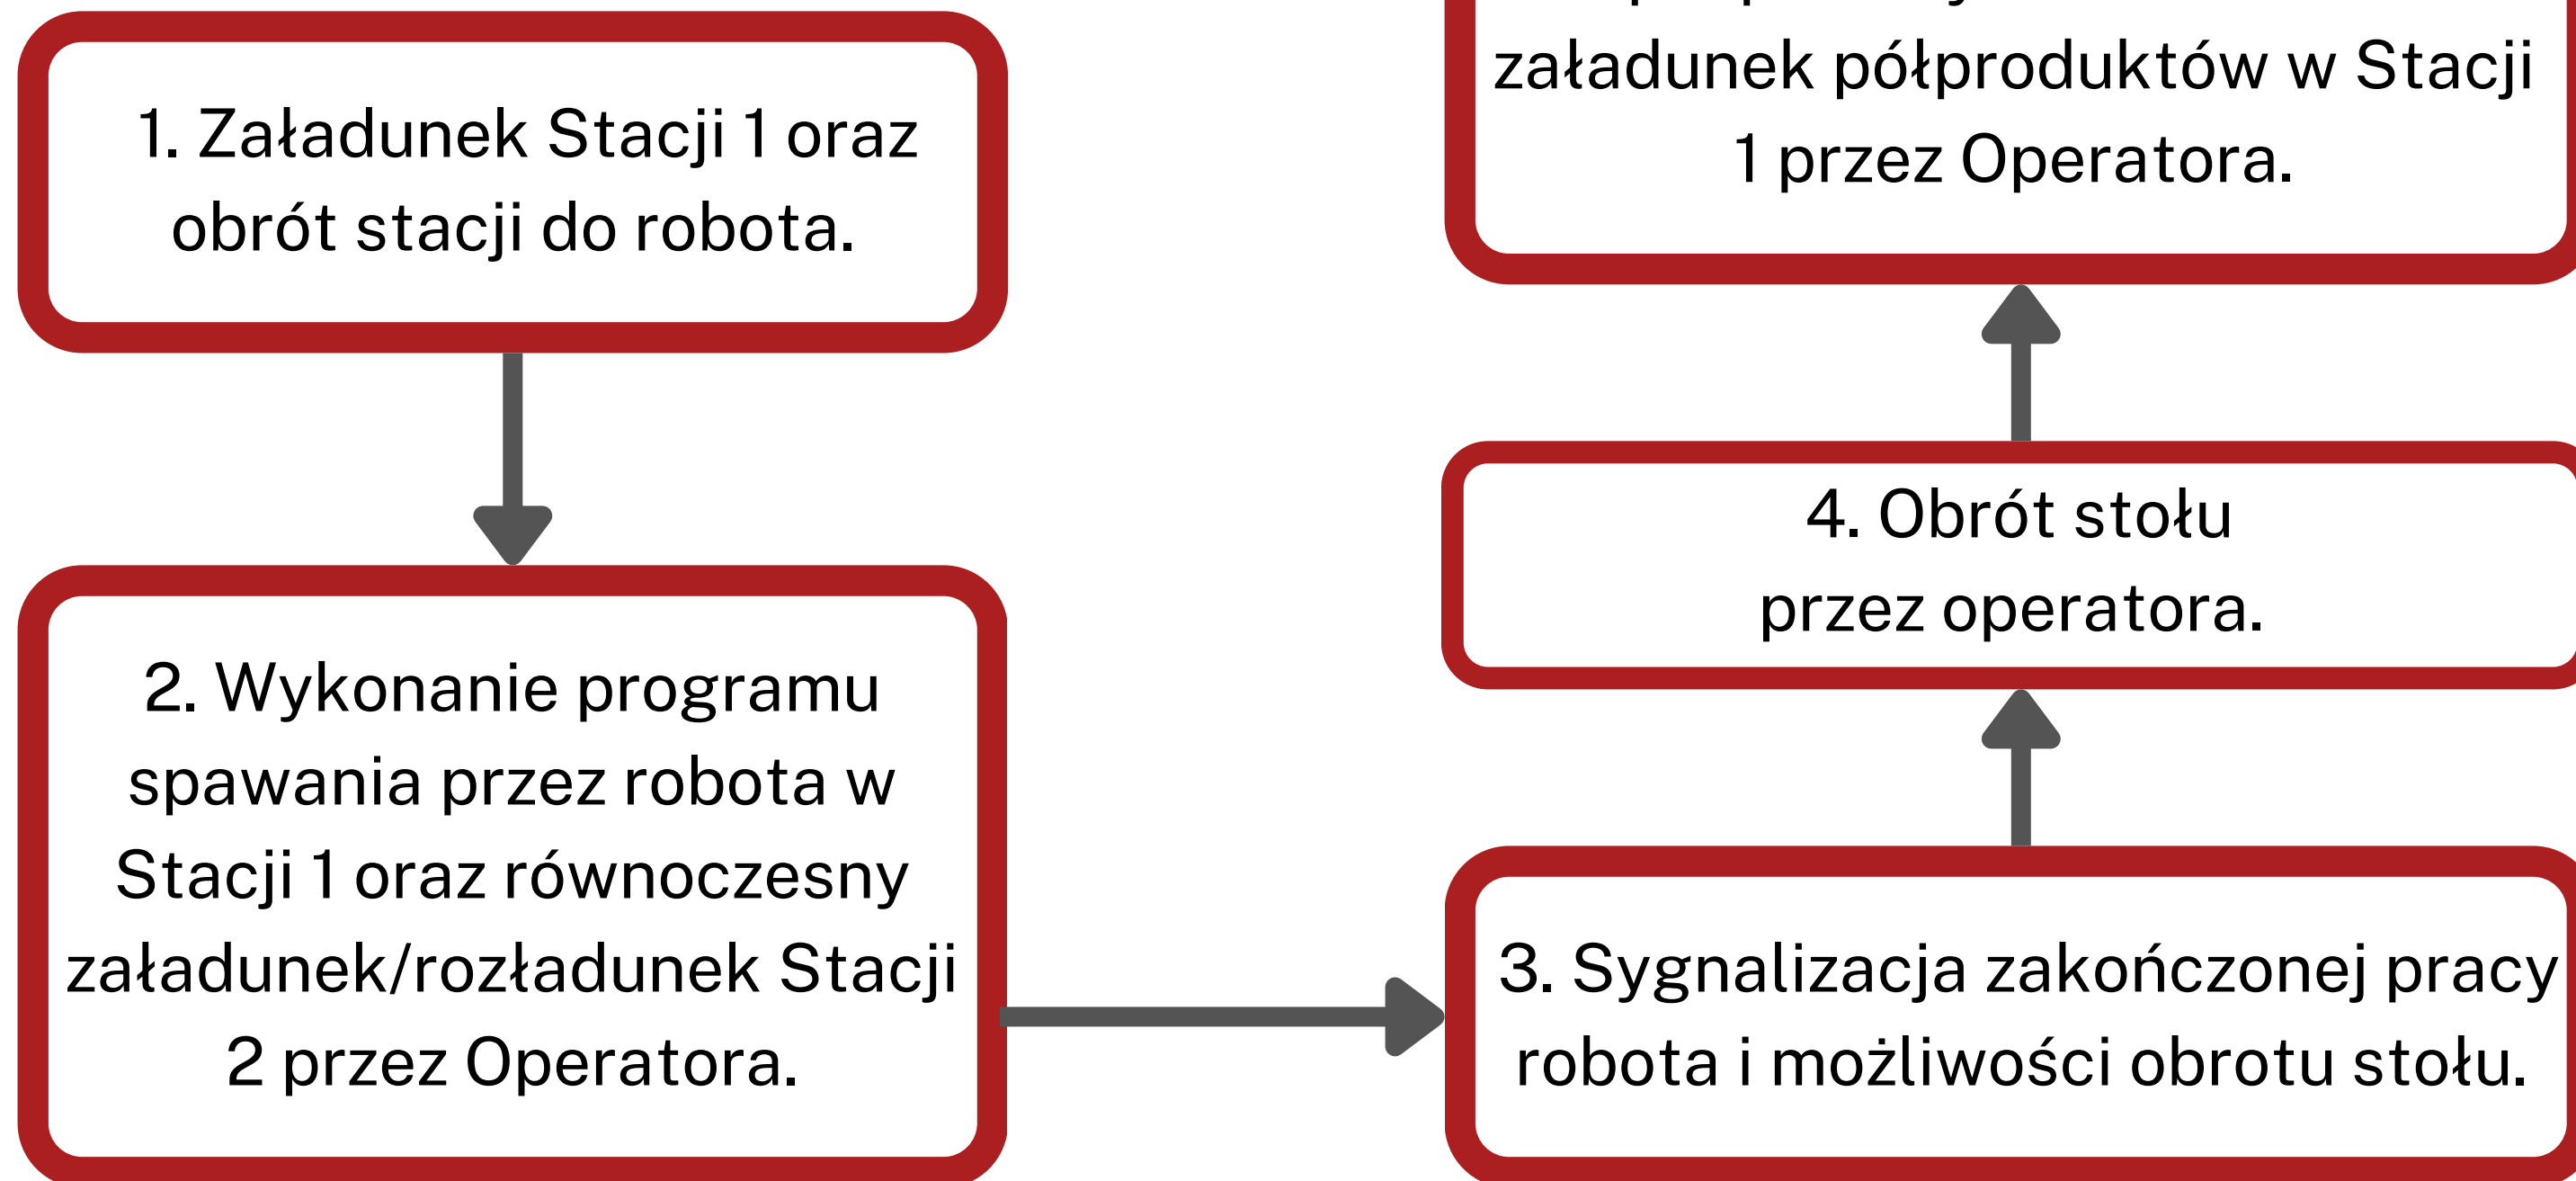 1. Załadunek Stacji 1 oraz
obrót stacji do robota.
2. Wykonanie programu
spawania przez robota w
Stacji 1 oraz równoczesny
załadunek/rozładunek Stacji
2 przez Operatora.
3. Sygnalizacja zakończonej pracy
robota i możliwości obrotu stołu.
4. Obrót stołu
przez operatora.
załadunek półproduktów w Stacji
1 przez Operatora.